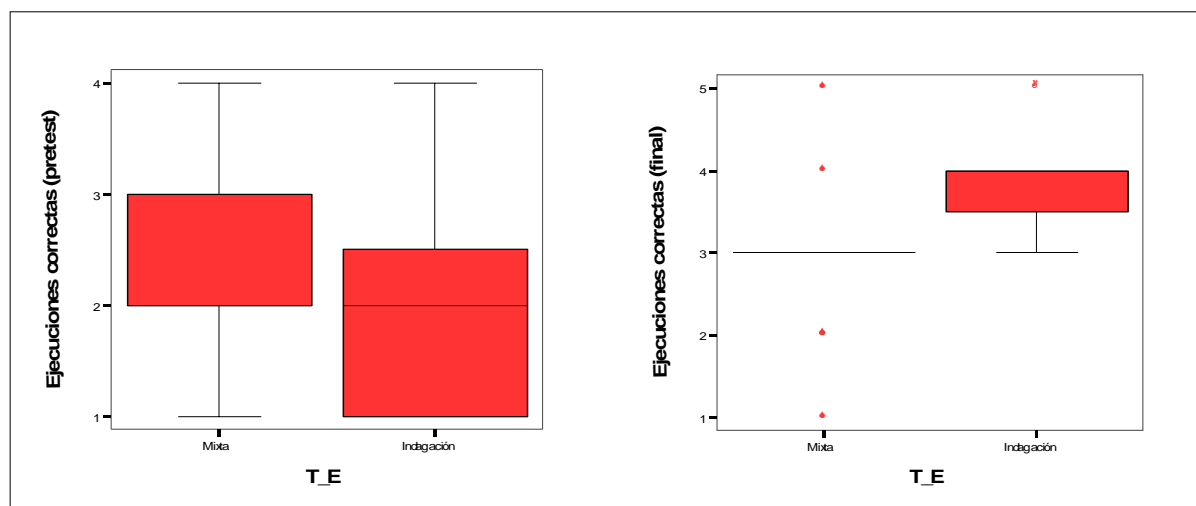 Ejecuciones correctas (pretest)
4
3
2
1
Mixta
Indagación
T_E
Ejecuciones correctas (final)
5
4
3
2
1
Mixta
Indagación
T_E